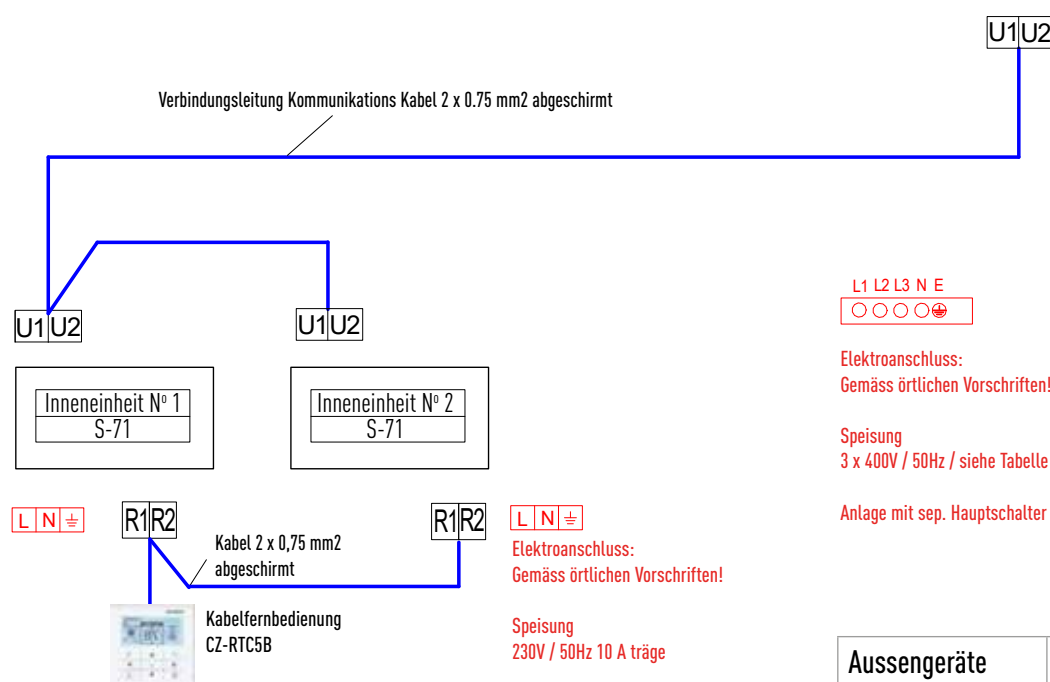 U1 U2
Verbindungsleitung Kommunikations Kabel 2 x 0.75 mm2 abgeschirmt
U1 U2
U1 U2
L1 L2 L3 N E
Elektroanschluss:
Gemäss örtlichen Vorschriften!
Inneneinheit Nº 1
S-71
Inneneinheit Nº 2
S-71
Speisung
3 x 400V / 50Hz / siehe Tabelle
Anlage mit sep. Hauptschalter
L N
R1 R2
Kabel 2 x 0,75 mm2
abgeschirmt
R1 R2
L N
Elektroanschluss:
Gemäss örtlichen Vorschriften!
Kabelfernbedienung
CZ-RTC5B
Speisung
230V / 50Hz 10 A träge
Aussengeräte